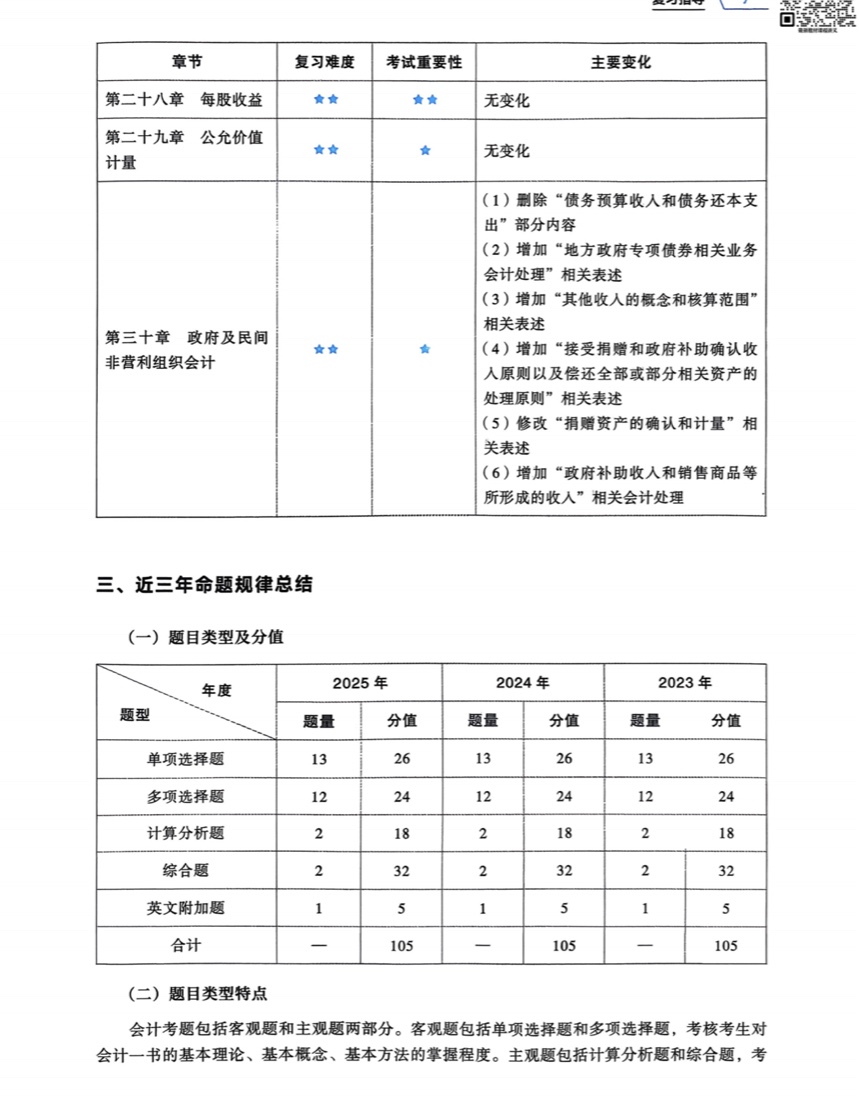 复习指导
章节 复习难度 考试重要性 主要变化
第二十八章 每股收益 ★★ ★★ 无变化
第二十九章 公允价值
计量 ★★ ★ 无变化
第三十章 政府及民间
非营利组织会计 ★★ ★
(1)删除“债务预算收入和债务还本支
出”部分内容
(2)增加“地方政府专项债券相关业务
会计处理”相关表述
(3)增加“其他收入的概念和核算范围”
相关表述
(4)增加“接受捐赠和政府补助确认收
入原则以及偿还全部或部分相关资产的
处理原则”相关表述
(5)修改“捐赠资产的确认和计量”相
关表述
(6)增加“政府补助收入和销售商品等
所形成的收入”相关会计处理
三、近三年命题规律总结
(一)题目类型及分值
年度 2025 年 2024 年 2023 年
题型 题量 分值 题量 分值 题量 分值
单项选择题 13 26 13 26 13 26
多项选择题 12 24 12 24 12 24
计算分析题 2 18 2 18 2 18
综合题 2 32 2 32 2 32
英文附加题 1 5 1 5 1 5
合计 — 105 — 105 — 105
(二)题目类型特点
会计考题包括客观题和主观题两部分。客观题包括单项选择题和多项选择题,考核考生对
会计一书的基本理论、基本概念、基本方法的掌握程度。主观题包括计算分析题和综合题,考